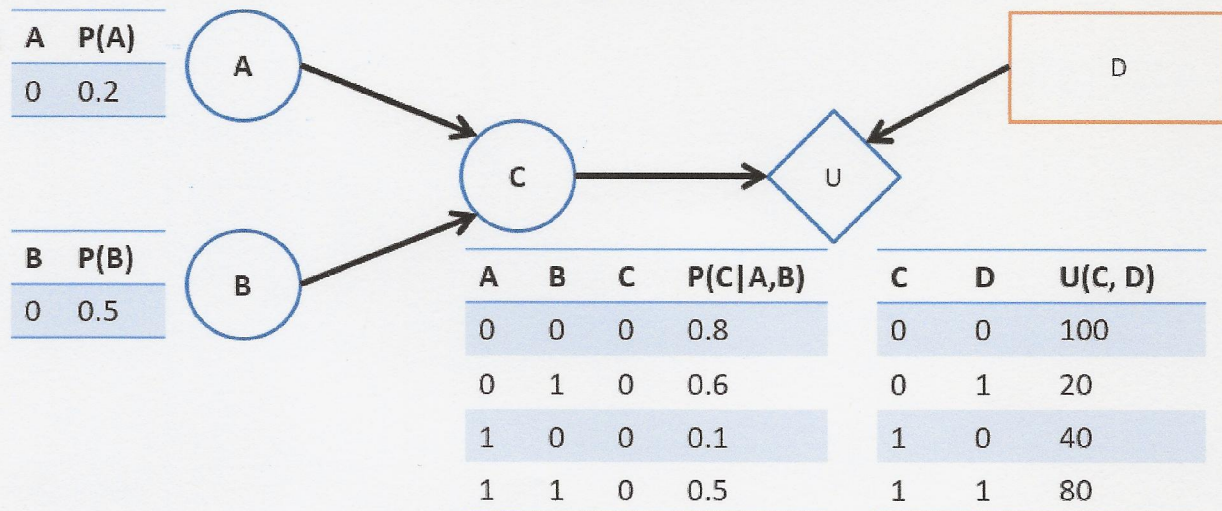 A P(A)
0 0.2
A
D
C
U
B P(B)
0 0.5
B
A B C P(C|A,B)
0 0 0 0.8
0 1 0 0.6
1 0 0 0.1
1 1 0 0.5
C D U(C, D)
0 0 100
0 1 20
1 0 40
1 1 80